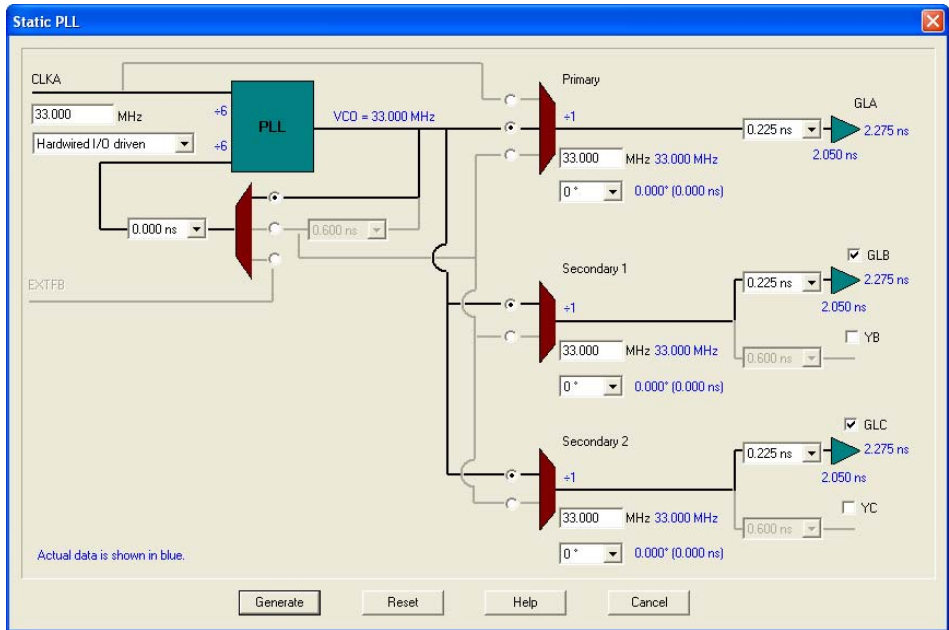 Static PLL
CLKA
33.000 MHz
÷6
Hardwired I/O driven
÷6
PLL
VCO = 33.000 MHz
0.000 ns
0.600 ns
EXTFB
Primary
÷1
33.000 MHz 33.000 MHz
0 ° 0.000° (0.000 ns)
GLA
0.225 ns 2.275 ns
2.050 ns
Secondary 1
÷1
33.000 MHz 33.000 MHz
0 ° 0.000° (0.000 ns)
GLB
0.225 ns 2.275 ns
2.050 ns
YB
0.600 ns
Secondary 2
÷1
33.000 MHz 33.000 MHz
0 ° 0.000° (0.000 ns)
GLC
0.225 ns 2.275 ns
2.050 ns
YC
0.600 ns
Actual data is shown in blue.
Generate Reset Help Cancel